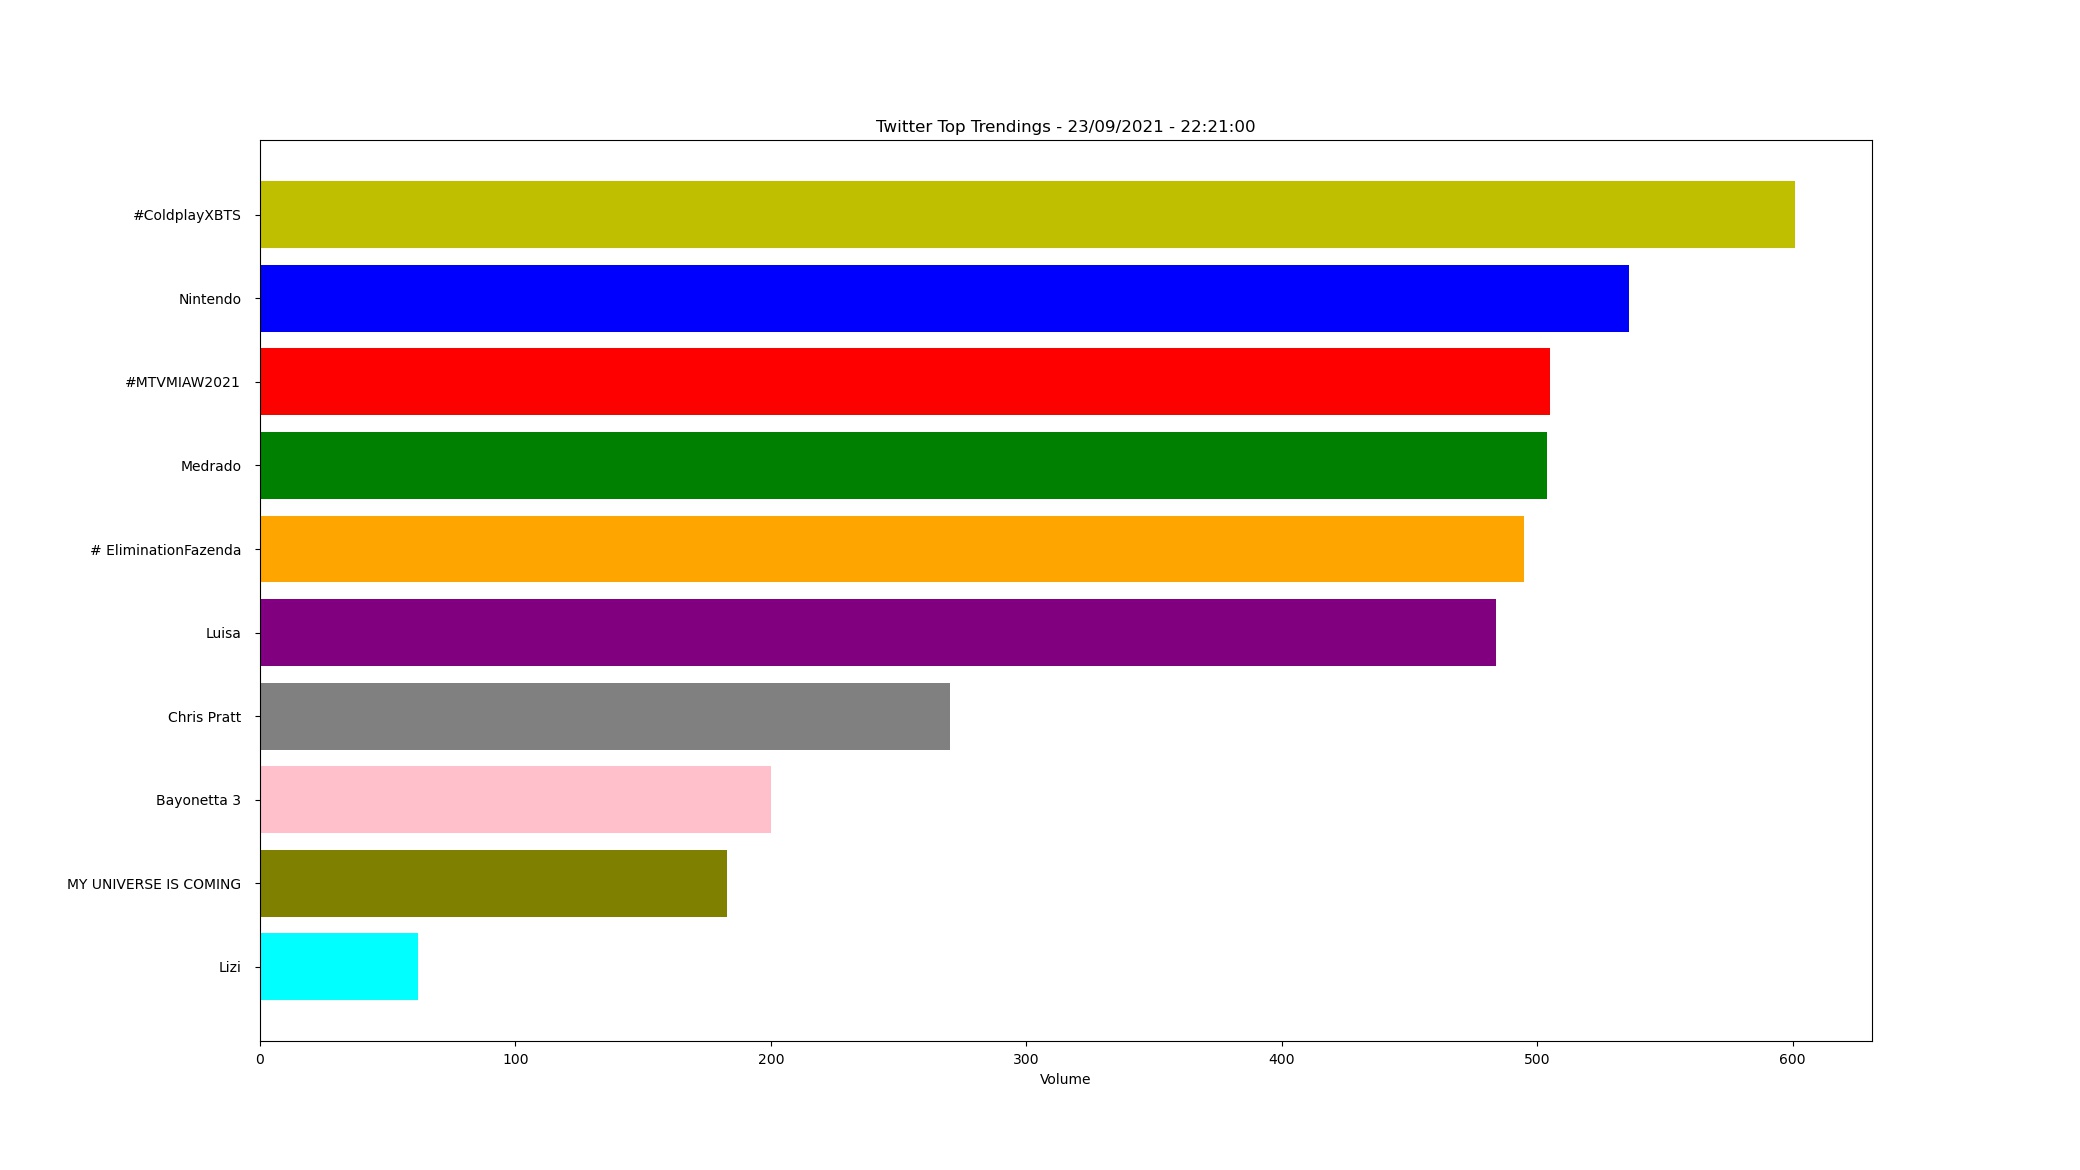 Twitter Top Trendings - 23/09/2021 - 22:21:00
#ColdplayXBTS
Nintendo
#MTVMIAW2021
Medrado
# EliminationFazenda
Luisa
Chris Pratt
Bayonetta 3
MY UNIVERSE IS COMING
Lizi
0 100 200 300 400 500 600
Volume